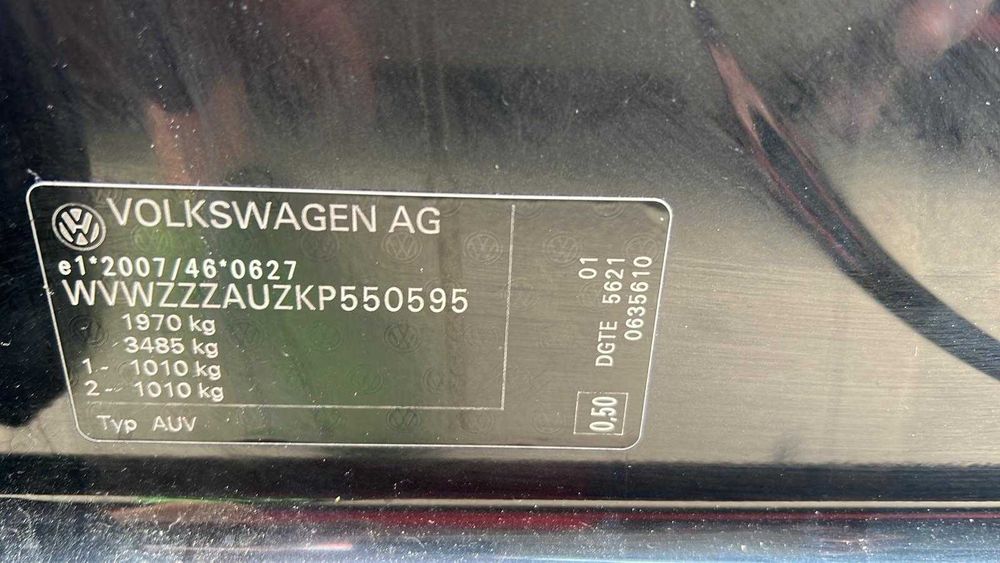 VOLKSWAGEN AG
e1*2007/46*0627
WVWZZZAUZKP550595
1970 kg
3485 kg
1- 1010 kg
2- 1010 kg
Typ AUV
01
DGTE 5621
0635610
0,50